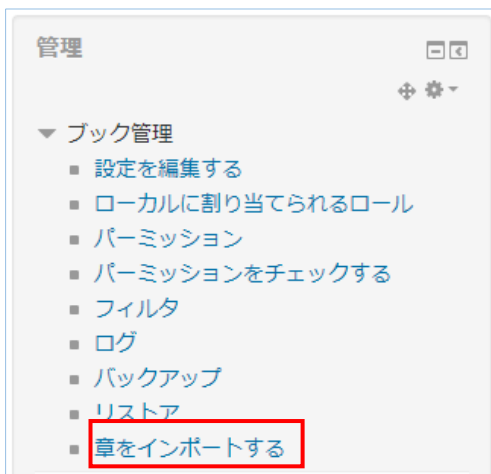 管理
ブック管理
設定を編集する
ローカルに割り当てられるロール
パーミッション
パーミッションをチェックする
フィルタ
ログ
バックアップ
リストア
章をインポートする